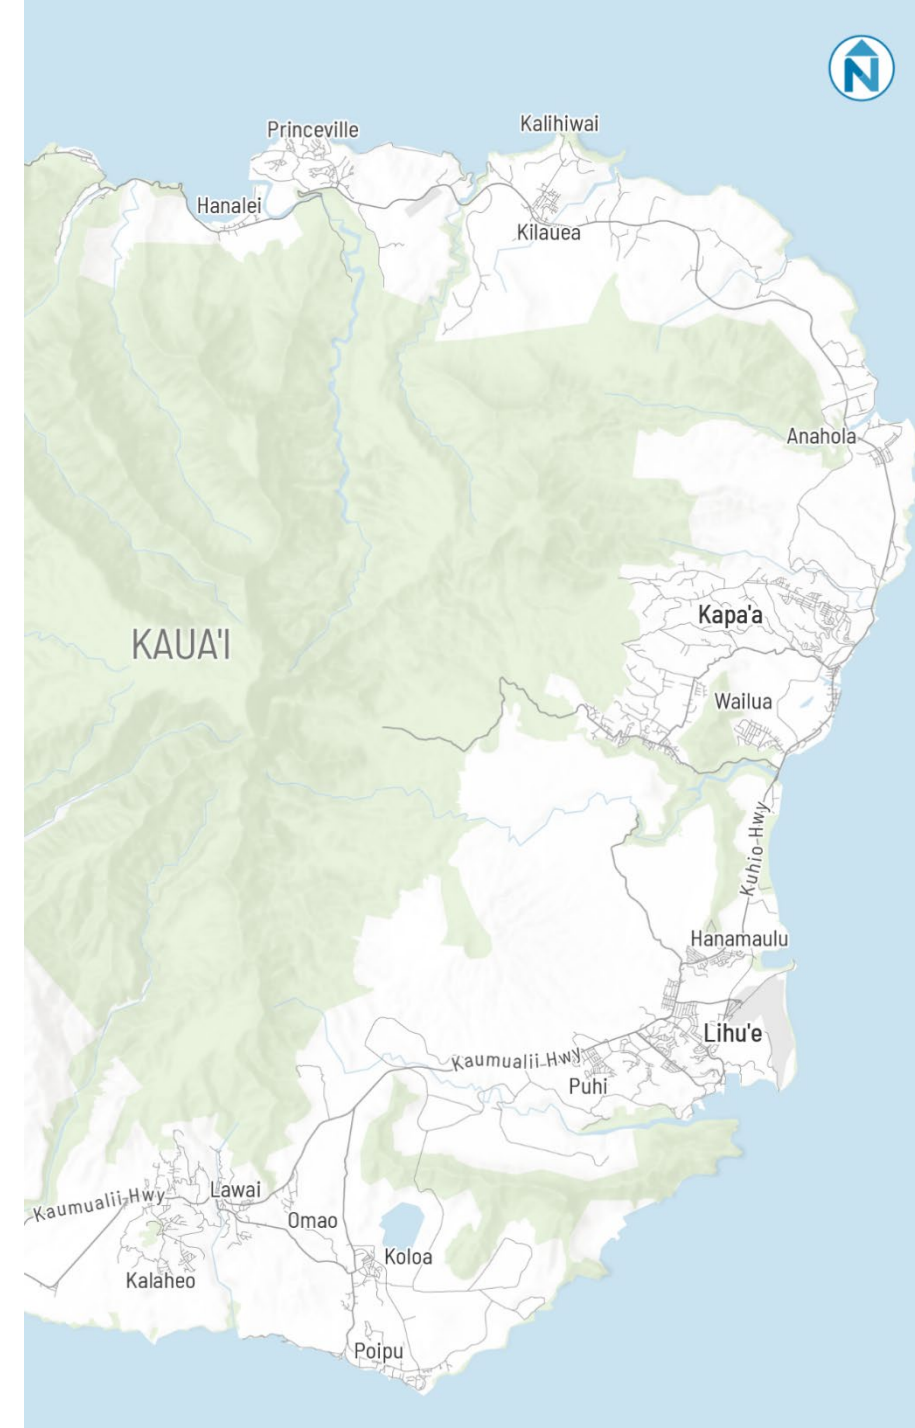 N
Kalihiwai
Princeville
Hanalei
Kilauea
Anahola
Kapa'a
KAUA'I
Wailua
Kuhio Hwy
Hanamaulu
Lihu'e
Kaumualii Hwy
Puhi
Lawai
Kaumualii Hwy
Omao
Koloa
Kalaheo
Poipu